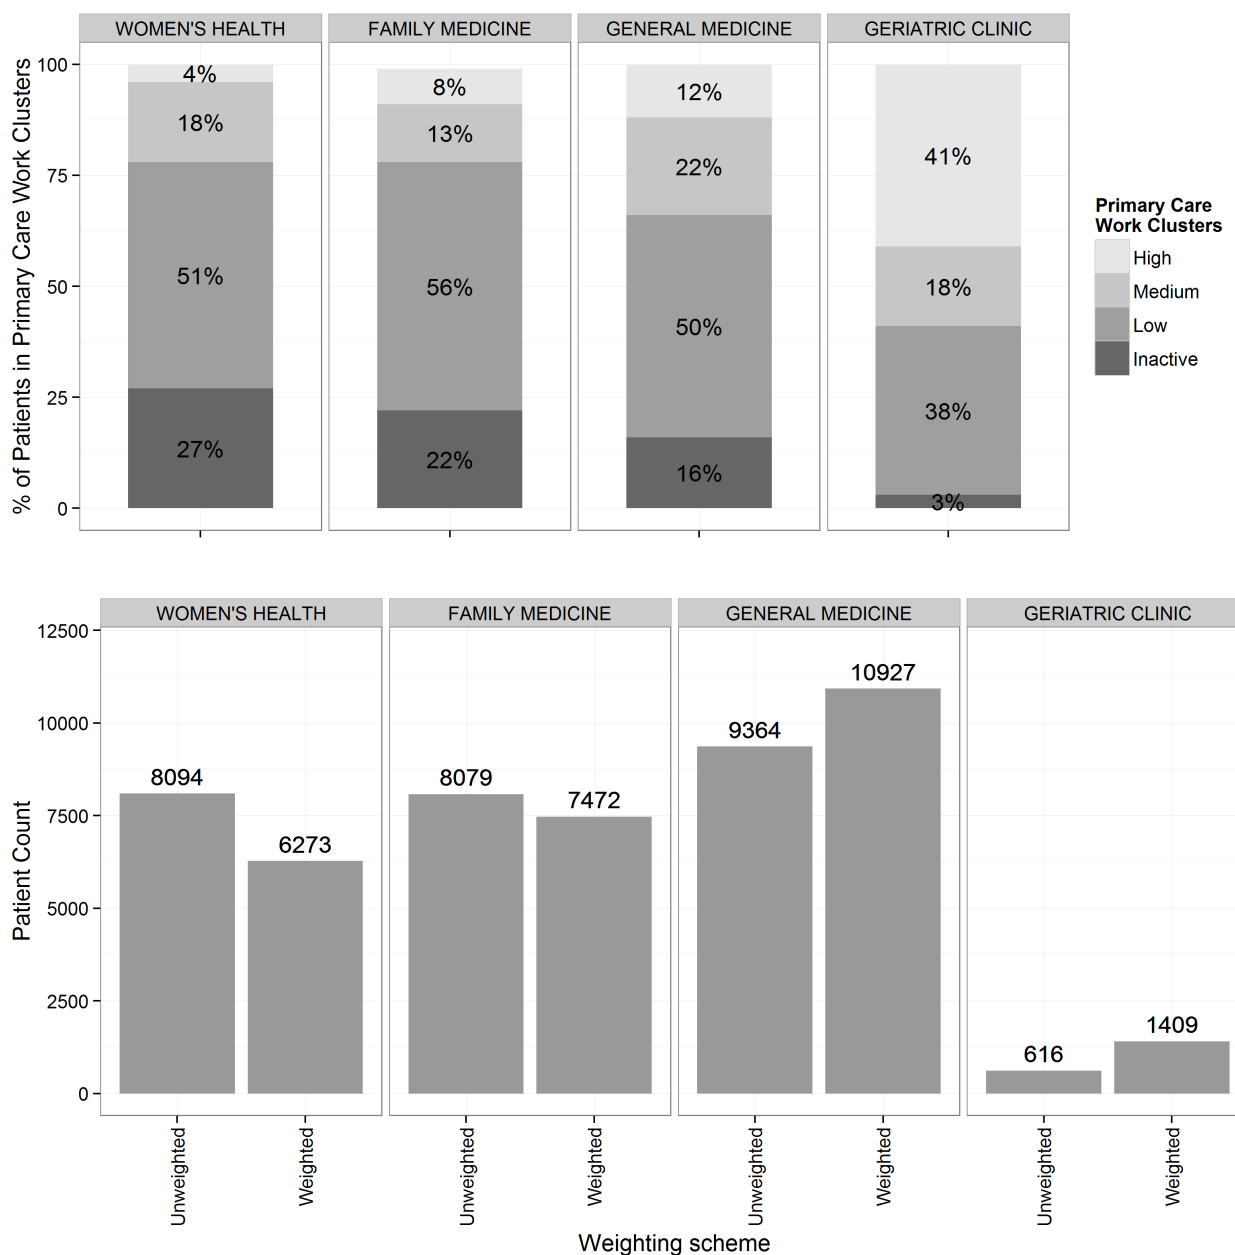 WOMEN'S HEALTH
FAMILY MEDICINE
GENERAL MEDICINE
GERIATRIC CLINIC
% of Patients in Primary Care Work Clusters
100
75
50
25
0
4%
18%
51%
27%
8%
13%
56%
22%
12%
22%
50%
16%
41%
18%
38%
3%
Primary Care
Work Clusters
High
Medium
Low
Inactive
WOMEN'S HEALTH
FAMILY MEDICINE
GENERAL MEDICINE
GERIATRIC CLINIC
Patient Count
12500
10000
7500
5000
2500
0
8094
6273
8079
7472
9364
10927
616
1409
Unweighted
Weighted
Unweighted
Weighted
Unweighted
Weighted
Unweighted
Weighted
Weighting scheme